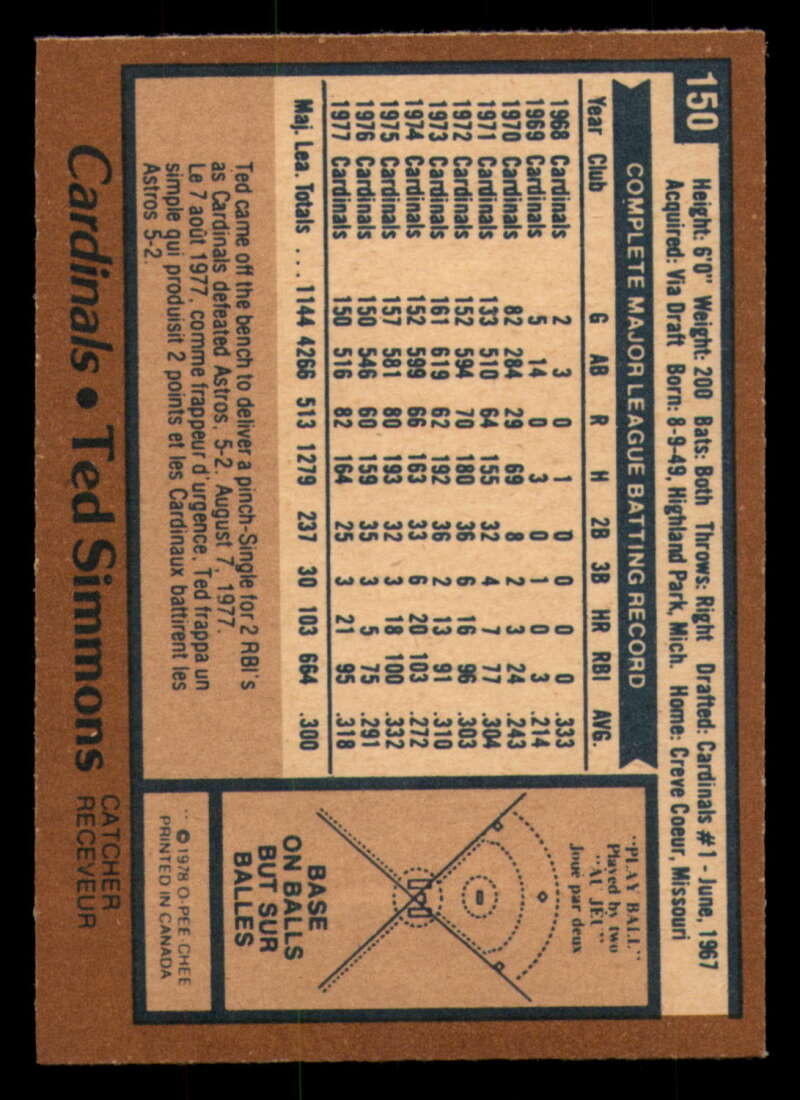 150
Height: 6'0" Weight: 200 Bats: Both Throws: Right Drafted: Cardinals #1 - June, 1967
Acquired: Via Draft Born: 8-9-49, Highland Park, Mich. Home: Creve Coeur, Missouri
COMPLETE MAJOR LEAGUE BATTING RECORD
Year Club G AB R H 2B 3B HR RBI AVG.
1968 Cardinals 2 3 0 1 0 0 0 0 .333
1969 Cardinals 5 14 0 3 0 1 0 3 .214
1970 Cardinals 82 284 29 69 8 2 3 24 .243
1971 Cardinals 133 510 64 155 32 4 7 77 .304
1972 Cardinals 152 594 70 180 36 6 16 96 .303
1973 Cardinals 161 619 62 192 36 2 13 91 .310
1974 Cardinals 152 599 66 163 33 6 20 103 .272
1975 Cardinals 157 581 80 193 32 3 18 100 .332
1976 Cardinals 150 546 60 159 35 3 5 75 .291
1977 Cardinals 150 516 82 164 25 3 21 95 .318
Maj. Lea. Totals ... 1144 4266 513 1279 237 30 103 664 .300
Ted came off the bench to deliver a pinch-Single for 2 RBI's
as Cardinals defeated Astros, 5-2, August 7, 1977.
Le 7 août 1977, comme frappeur d'urgence, Ted frappa un
simple qui produisit 2 points et les Cardinaux battirent les
Astros 5-2.
"PLAY BALL"
Played by two
"AU JEU"
Joué par deux
BASE
ON BALLS
BUT SUR
BALLES
** © 1978 O-PEE-CHEE
PRINTED IN CANADA
Cardinals • Ted Simmons
CATCHER
RECEVEUR